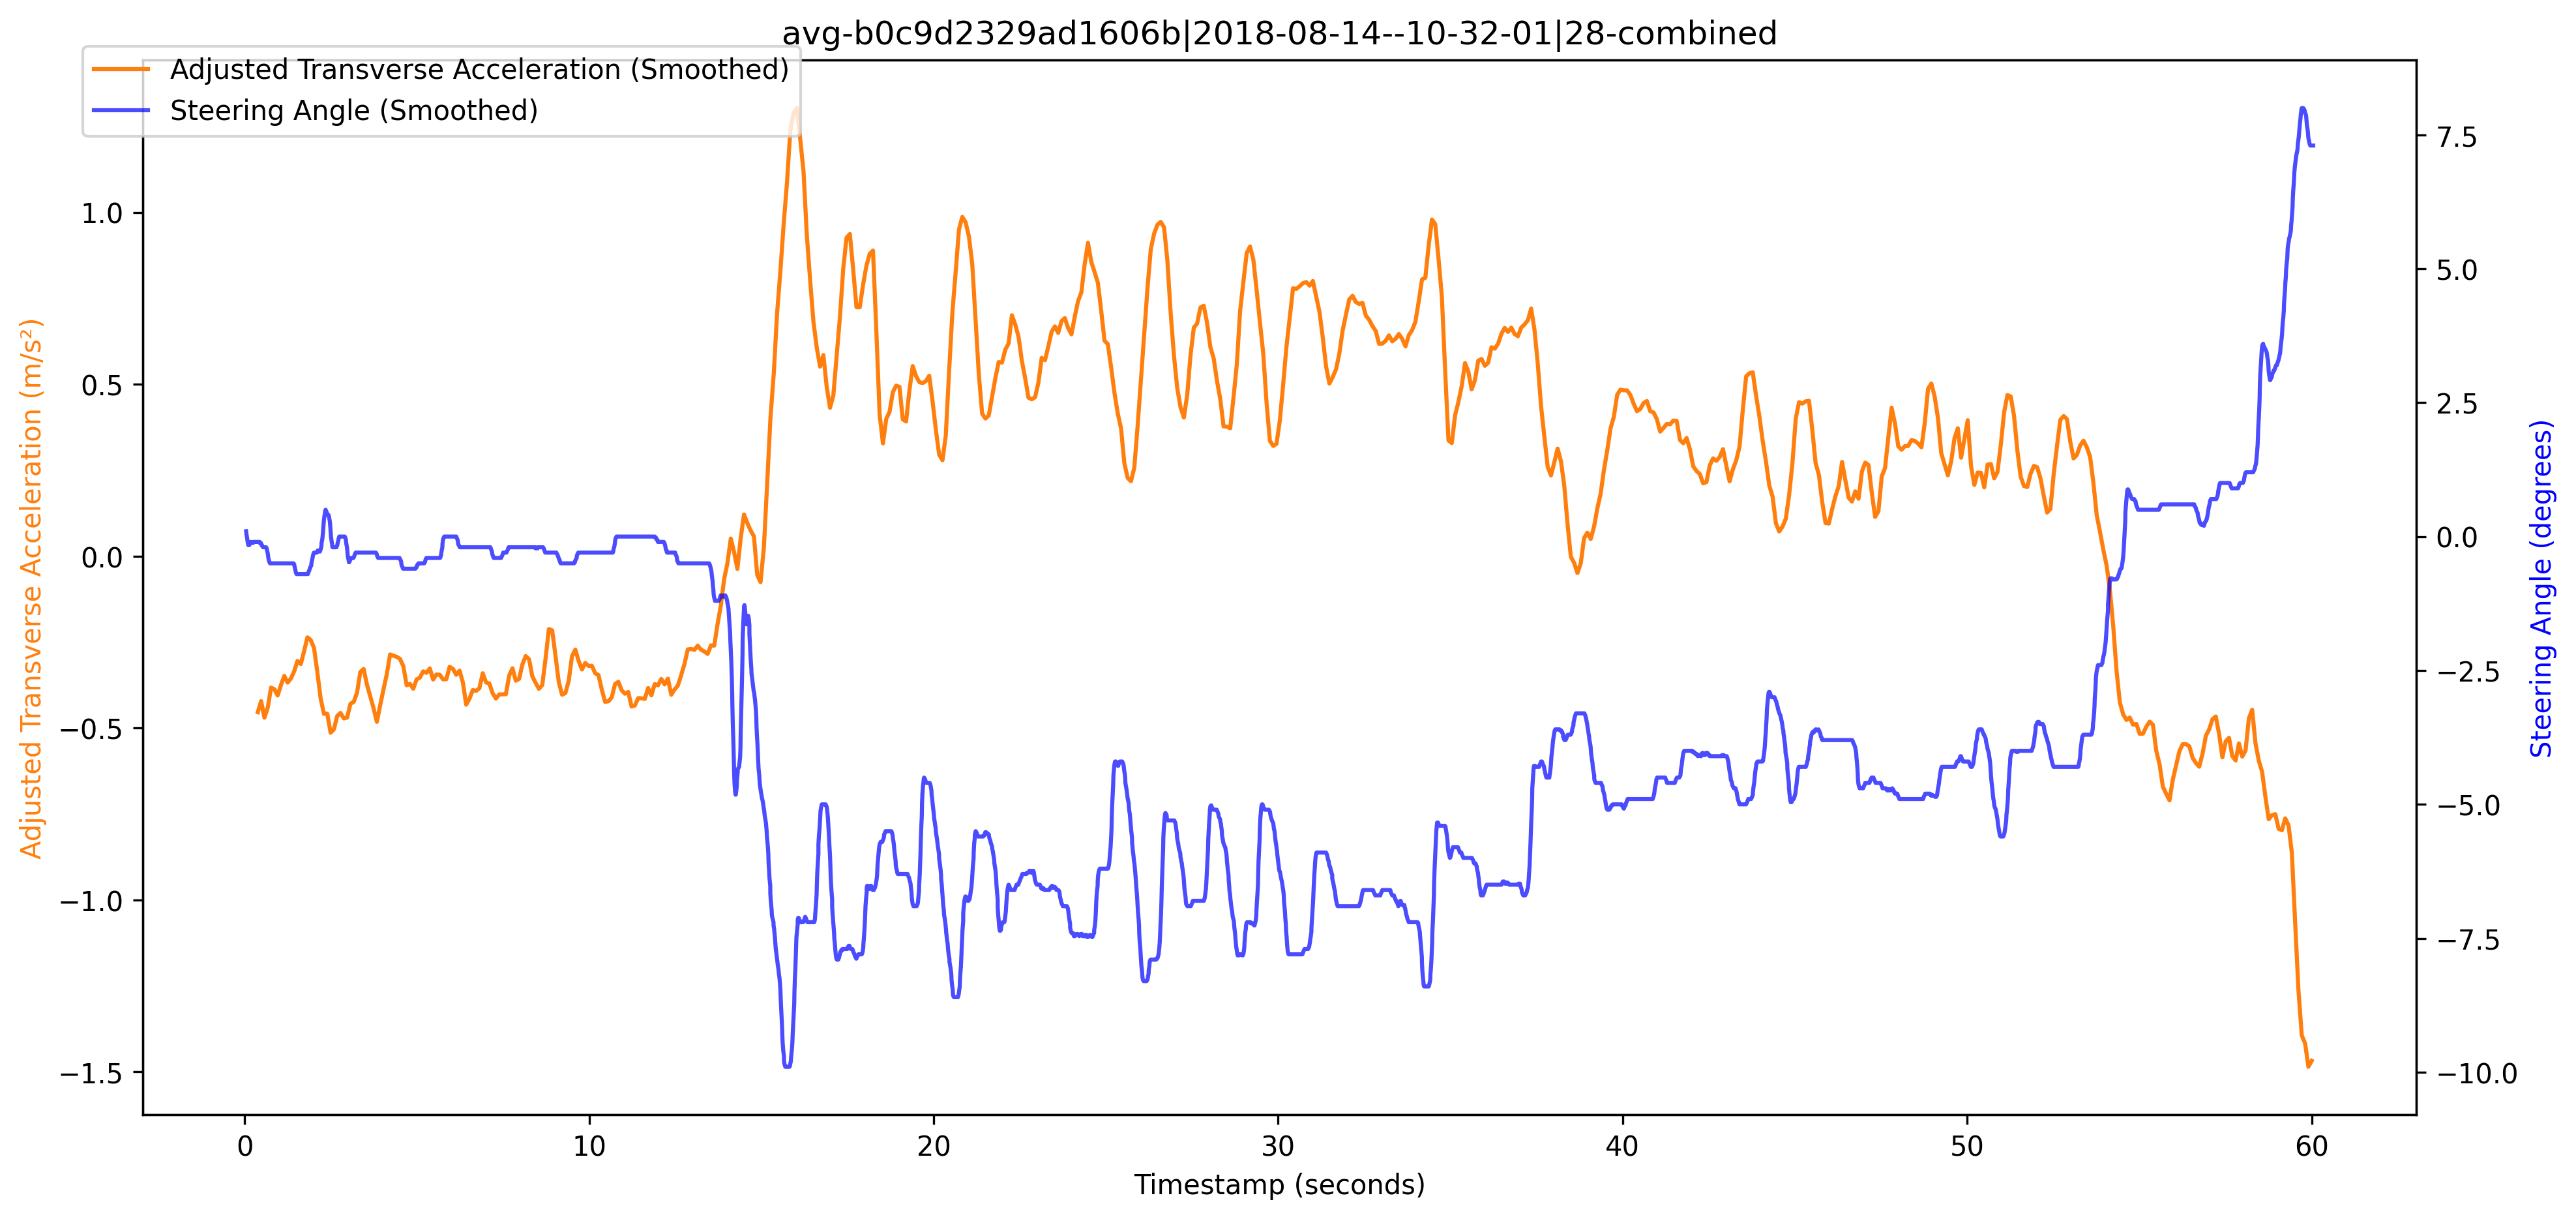 avg-b0c9d2329ad1606b|2018-08-14--10-32-01|28-combined
Adjusted Transverse Acceleration (Smoothed)
Steering Angle (Smoothed)
Adjusted Transverse Acceleration (m/s²)
1.0
0.5
0.0
−0.5
−1.0
−1.5
7.5
5.0
2.5
0.0
−2.5
−5.0
−7.5
−10.0
Steering Angle (degrees)
0 10 20 30 40 50 60
Timestamp (seconds)